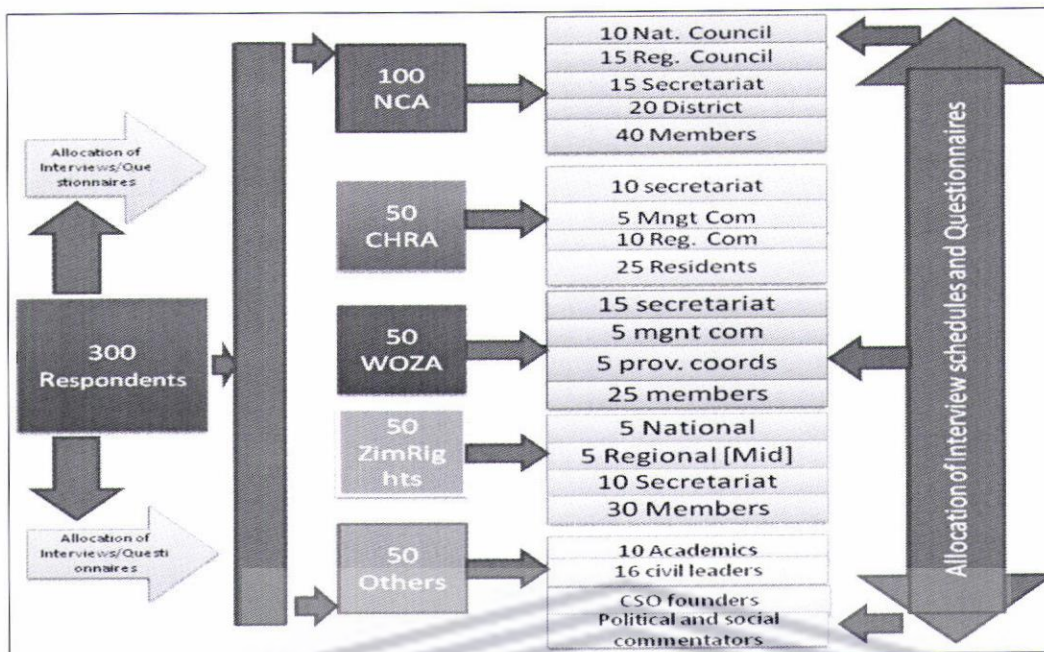 Allocation of
Interviews/Que
stionnaires
300
Respondents
Allocation of
Interviews/Questi
onnaires
100
NCA
10 Nat. Council
15 Reg. Council
15 Secretariat
20 District
40 Members
50
CHRA
10 secretariat
5 Mngt Com
10 Reg. Com
25 Residents
50
WOZA
15 secretariat
5 mgnt com
5 prov. coords
25 members
50
ZimRig
hts
5 National
5 Regional [Mid]
10 Secretariat
30 Members
50
Others
10 Academics
16 civil leaders
CSO founders
Political and social
commentators
Allocation of Interview schedules and Questionnaires